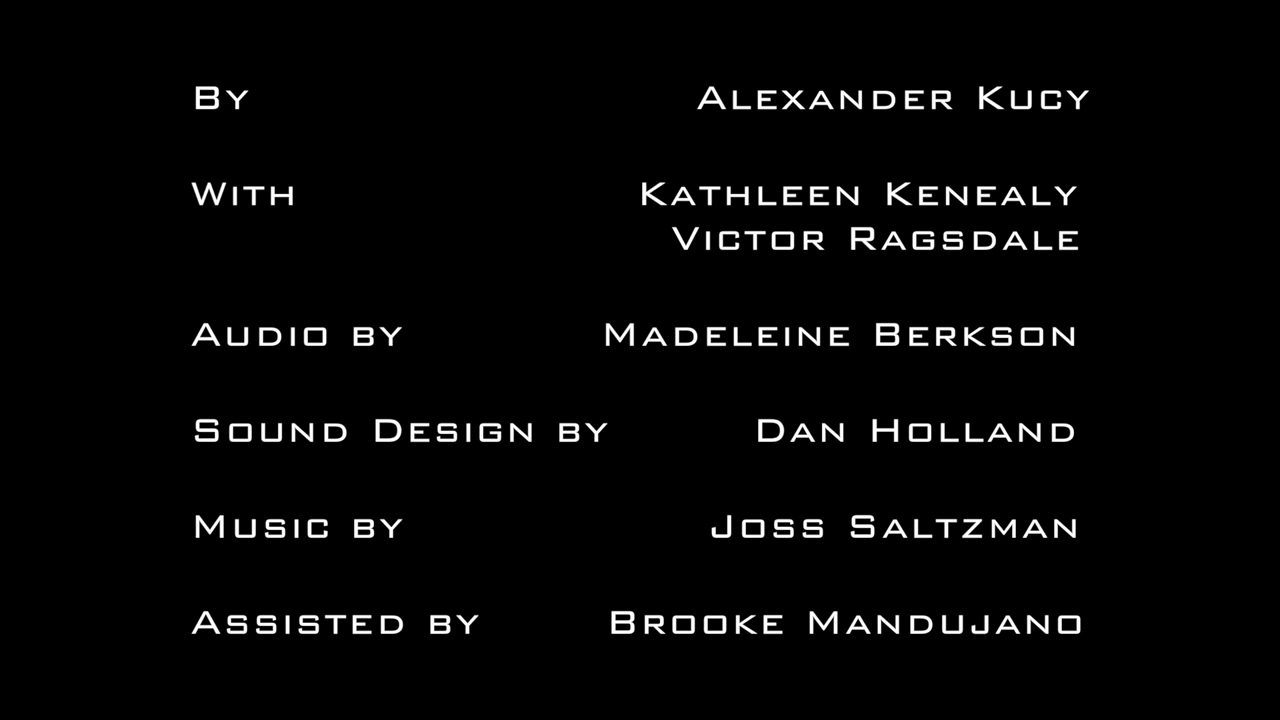 By Alexander Kucy
With Kathleen Kenealy
Victor Ragsdale
Audio by Madeleine Berkson
Sound Design by Dan Holland
Music by Joss Saltzman
Assisted by Brooke Mandujano